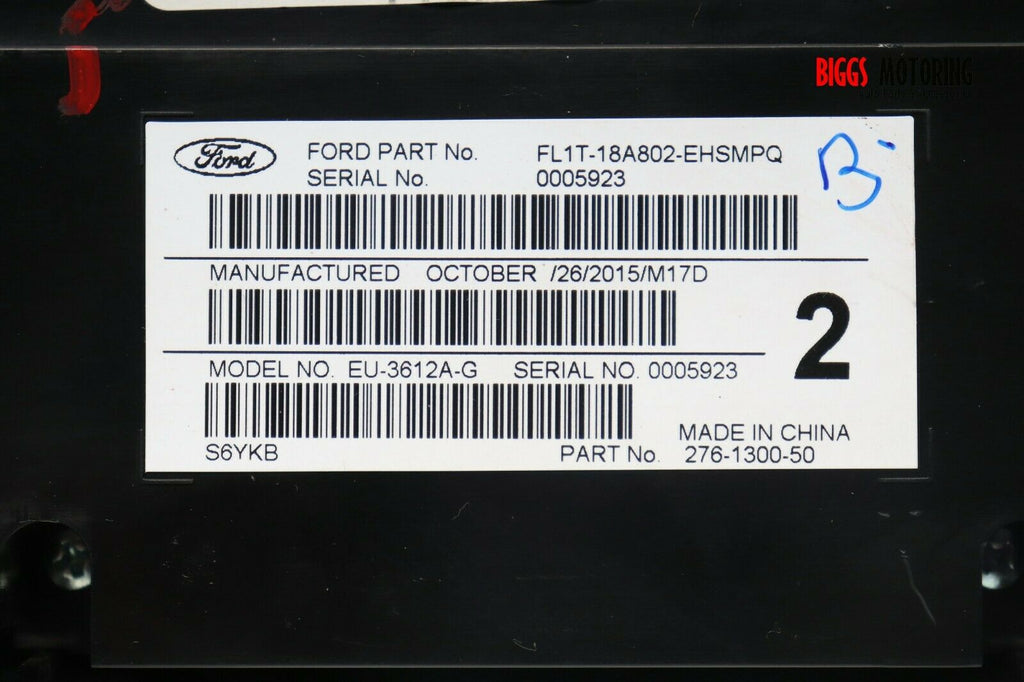 BIGGS MOTORING
Ford FORD PART No. FL1T-18A802-EHSMPQ
SERIAL No. 0005923
B-
MANUFACTURED OCTOBER /26/2015/M17D
2
MODEL NO. EU-3612A-G SERIAL NO. 0005923
MADE IN CHINA
S6YKB PART No. 276-1300-50